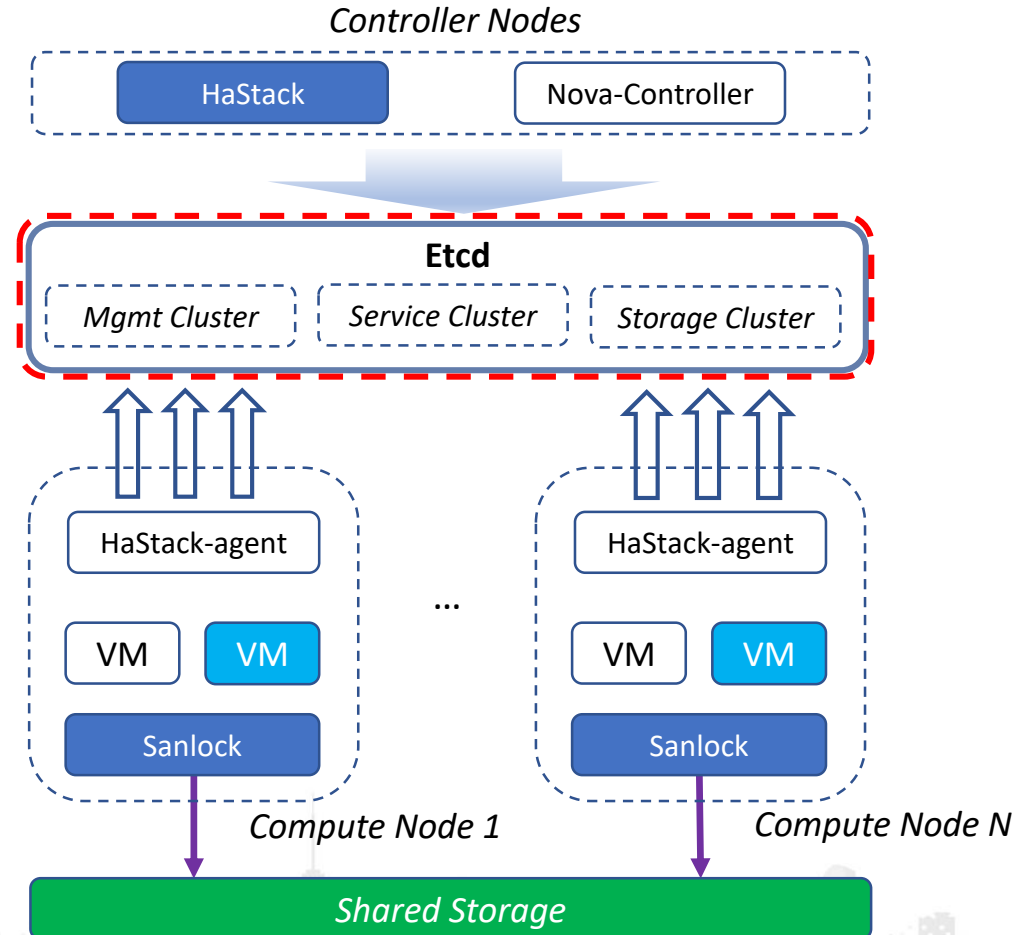 Controller Nodes
HaStack
Nova-Controller
Etcd
Mgmt Cluster
Service Cluster
Storage Cluster
HaStack-agent
HaStack-agent
...
VM
VM
VM
VM
Sanlock
Sanlock
Compute Node 1
Compute Node N
Shared Storage